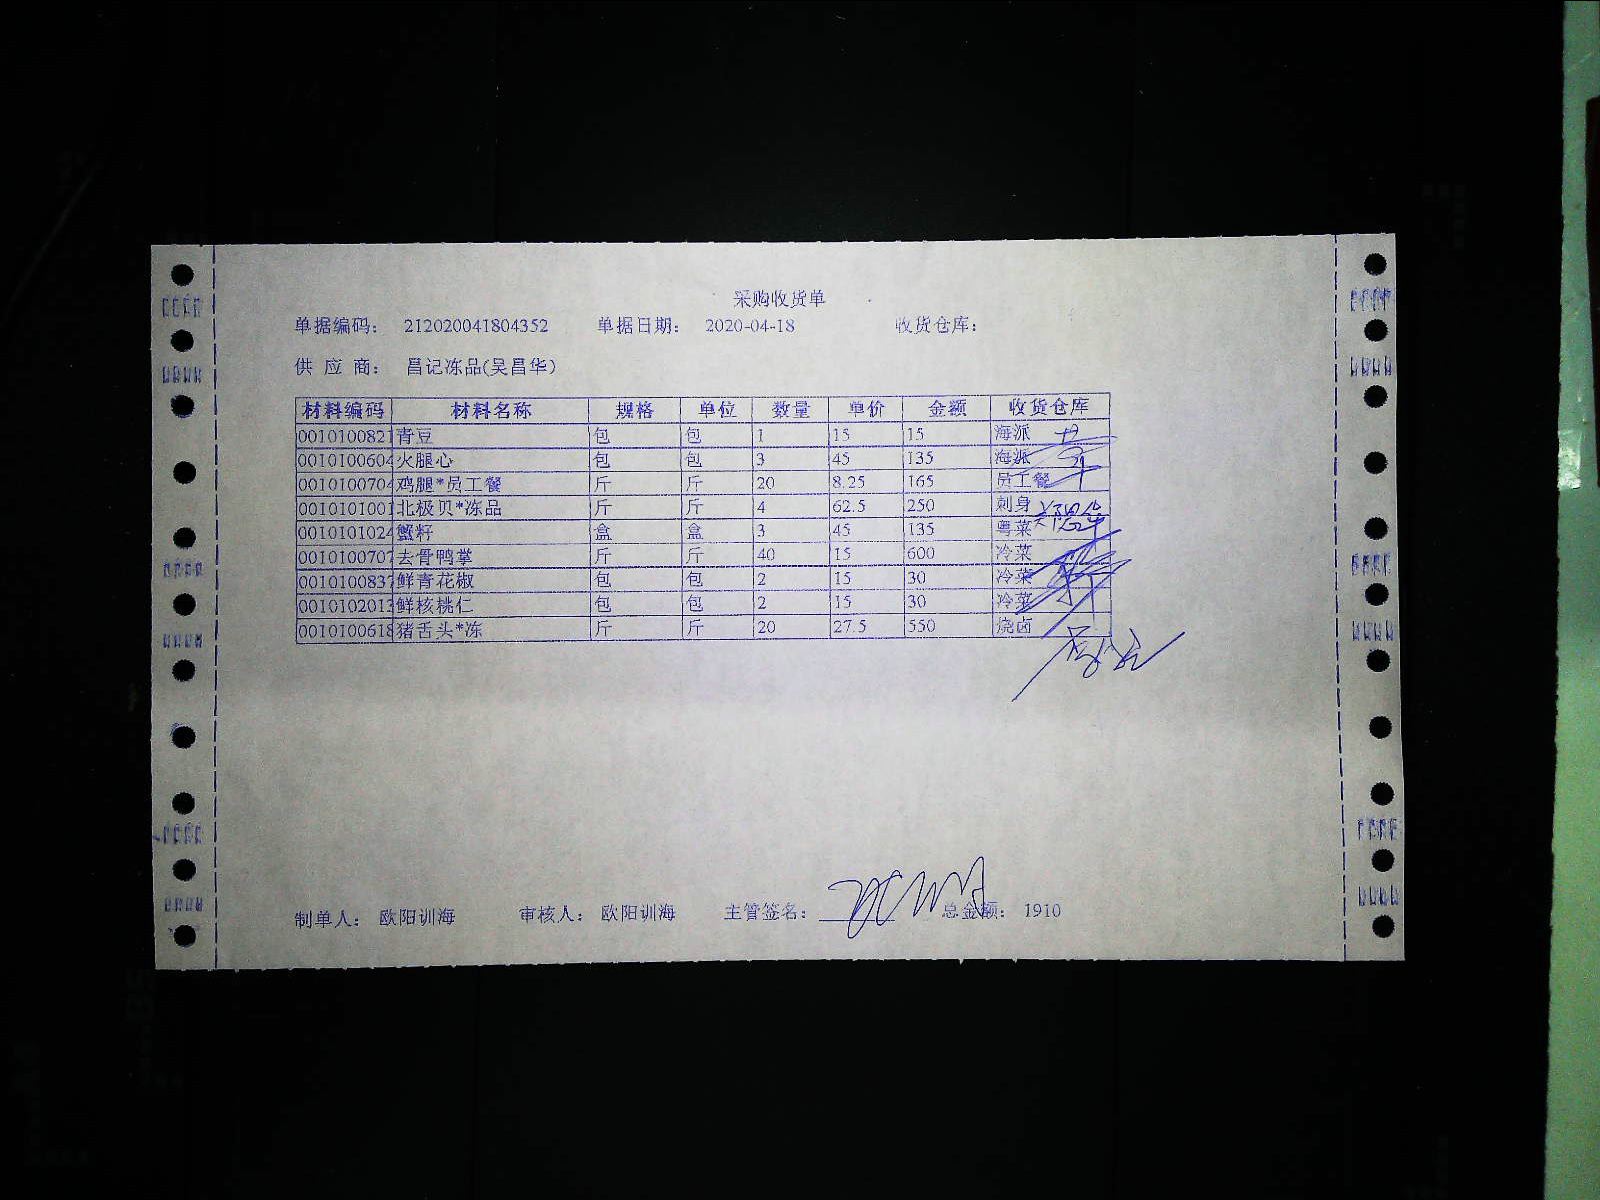 采购收货单
单据编码： 212020041804352 单据日期： 2020-04-18 收货仓库：
供 应 商： 昌记冻品(吴昌华)
材料编码 材料名称 规格 单位 数量 单价 金额 收货仓库
0010100821 青豆 包 包 1 15 15 海派
0010100604 火腿心 包 包 3 45 135 海派
0010100704 鸡腿*员工餐 斤 斤 20 8.25 165 员工餐
0010101001 北极贝*冻品 斤 斤 4 62.5 250 刺身
0010101024 蟹籽 盒 盒 3 45 135 粤菜
0010100707 去骨鸭掌 斤 斤 40 15 600 冷菜
0010100837 鲜青花椒 包 包 2 15 30 冷菜
0010102013 鲜核桃仁 包 包 2 15 30 冷菜
0010100618 猪舌头*冻 斤 斤 20 27.5 550 烧卤
制单人： 欧阳训海 审核人： 欧阳训海 主管签名： 总金额： 1910